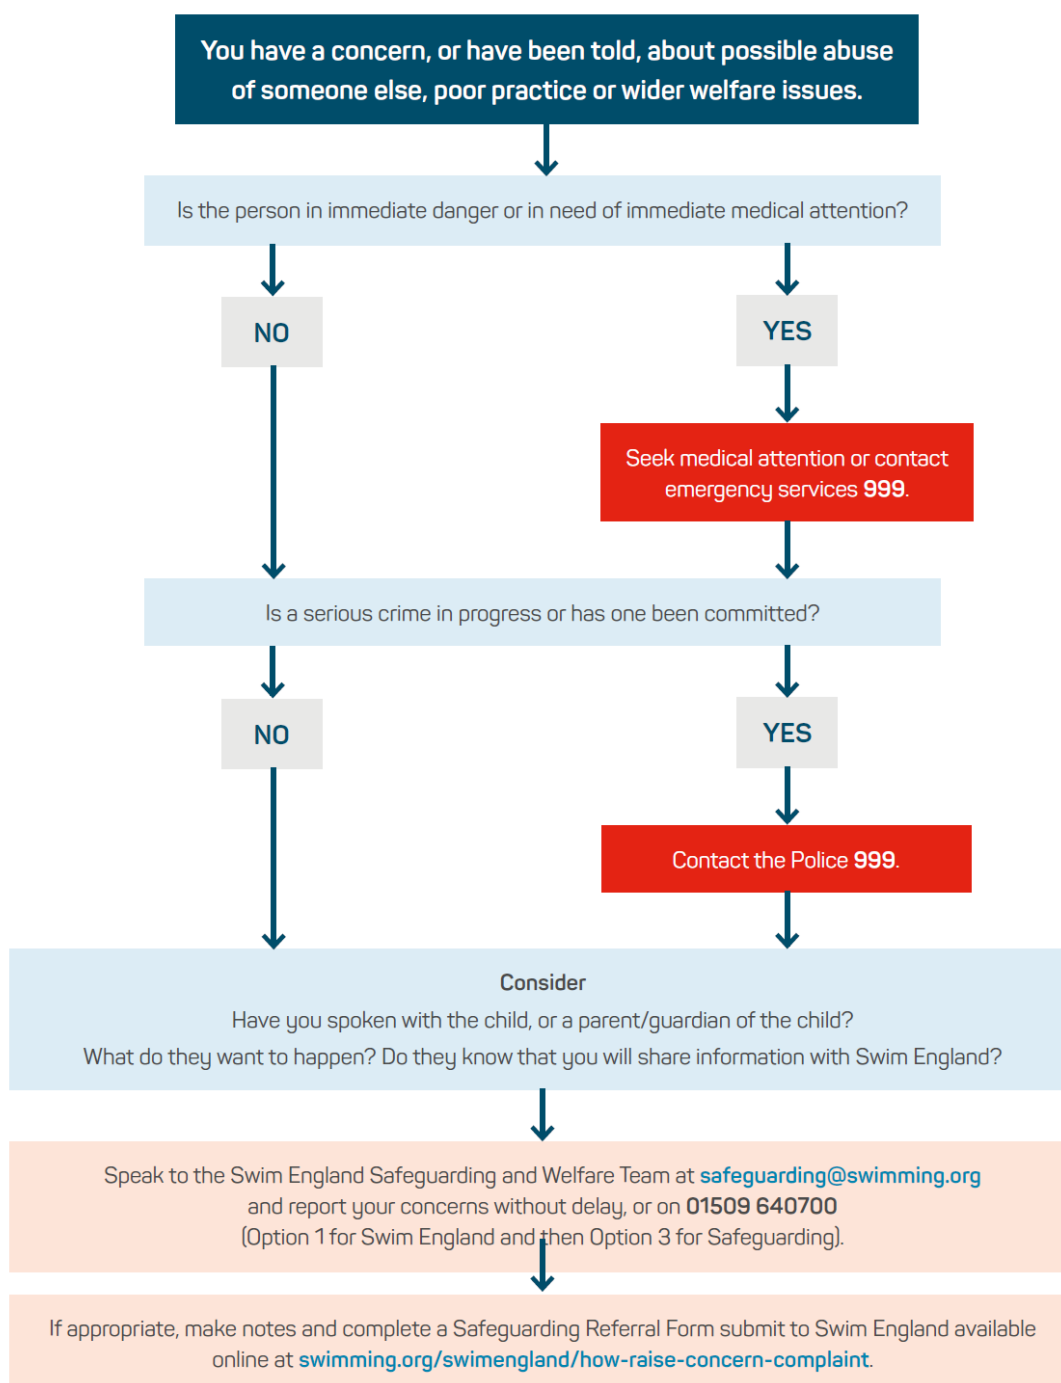 You have a concern, or have been told, about possible abuse
of someone else, poor practice or wider welfare issues.
Is the person in immediate danger or in need of immediate medical attention?
NO
YES
Seek medical attention or contact
emergency services 999.
Is a serious crime in progress or has one been committed?
NO
YES
Contact the Police 999.
Consider
Have you spoken with the child, or a parent/guardian of the child?
What do they want to happen? Do they know that you will share information with Swim England?
Speak to the Swim England Safeguarding and Welfare Team at safeguarding@swimming.org
and report your concerns without delay, or on 01509 640700
(Option 1 for Swim England and then Option 3 for Safeguarding).
If appropriate, make notes and complete a Safeguarding Referral Form submit to Swim England available
online at swimming.org/swimengland/how-raise-concern-complaint.